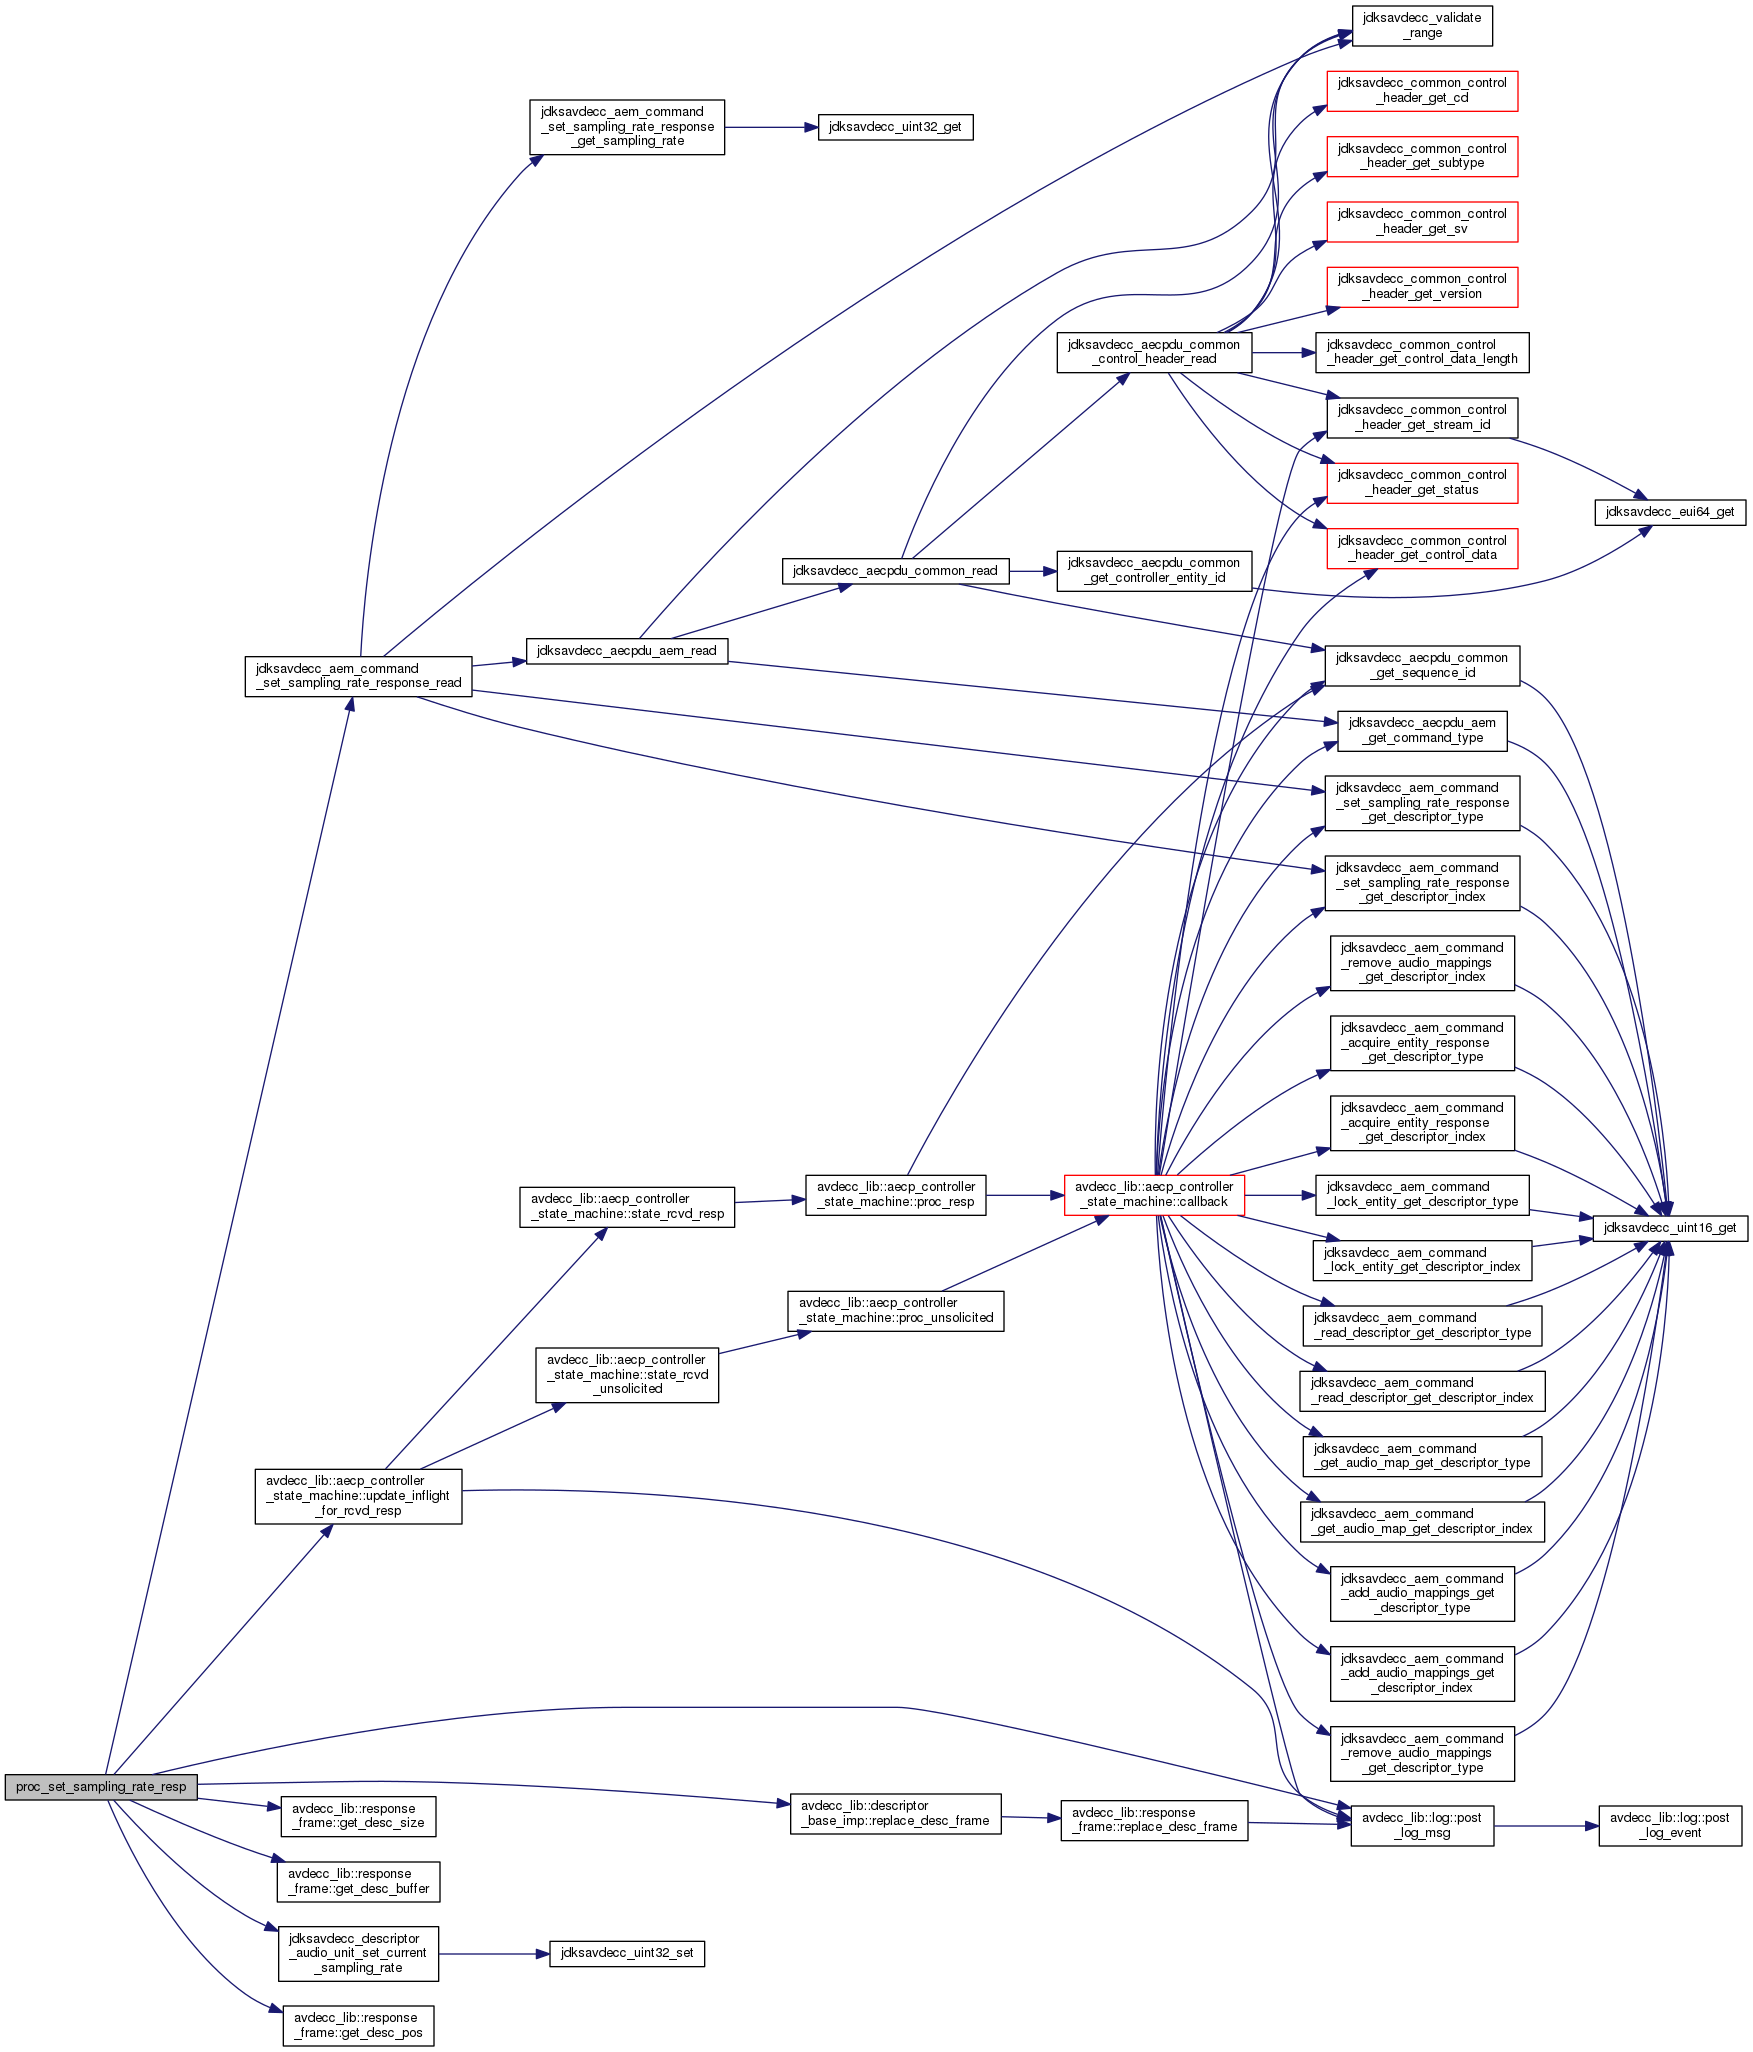 jdksavdecc_validate
_range
jdksavdecc_common_control
_header_get_cd
jdksavdecc_aem_command
_set_sampling_rate_response
_get_sampling_rate
jdksavdecc_uint32_get
jdksavdecc_common_control
_header_get_subtype
jdksavdecc_common_control
_header_get_sv
jdksavdecc_common_control
_header_get_version
jdksavdecc_aecpdu_common
_control_header_read
jdksavdecc_common_control
_header_get_control_data_length
jdksavdecc_common_control
_header_get_stream_id
jdksavdecc_common_control
_header_get_status
jdksavdecc_eui64_get
jdksavdecc_common_control
_header_get_control_data
jdksavdecc_aecpdu_common_read
jdksavdecc_aecpdu_common
_get_controller_entity_id
jdksavdecc_aecpdu_aem_read
jdksavdecc_aem_command
_set_sampling_rate_response_read
jdksavdecc_aecpdu_common
_get_sequence_id
jdksavdecc_aecpdu_aem
_get_command_type
jdksavdecc_aem_command
_set_sampling_rate_response
_get_descriptor_type
jdksavdecc_aem_command
_set_sampling_rate_response
_get_descriptor_index
jdksavdecc_aem_command
_remove_audio_mappings
_get_descriptor_index
jdksavdecc_aem_command
_acquire_entity_response
_get_descriptor_type
jdksavdecc_aem_command
_acquire_entity_response
_get_descriptor_index
avdecc_lib::aecp_controller
_state_machine::state_rcvd_resp
avdecc_lib::aecp_controller
_state_machine::proc_resp
avdecc_lib::aecp_controller
_state_machine::callback
jdksavdecc_aem_command
_lock_entity_get_descriptor_type
jdksavdecc_uint16_get
jdksavdecc_aem_command
_lock_entity_get_descriptor_index
avdecc_lib::aecp_controller
_state_machine::proc_unsolicited
jdksavdecc_aem_command
_read_descriptor_get_descriptor_type
avdecc_lib::aecp_controller
_state_machine::state_rcvd
_unsolicited
jdksavdecc_aem_command
_read_descriptor_get_descriptor_index
jdksavdecc_aem_command
_get_audio_map_get_descriptor_type
avdecc_lib::aecp_controller
_state_machine::update_inflight
_for_rcvd_resp
jdksavdecc_aem_command
_get_audio_map_get_descriptor_index
jdksavdecc_aem_command
_add_audio_mappings_get
_descriptor_type
jdksavdecc_aem_command
_add_audio_mappings_get
_descriptor_index
jdksavdecc_aem_command
_remove_audio_mappings
_get_descriptor_type
proc_set_sampling_rate_resp
avdecc_lib::response
_frame::get_desc_size
avdecc_lib::descriptor
_base_imp::replace_desc_frame
avdecc_lib::response
_frame::replace_desc_frame
avdecc_lib::log::post
_log_msg
avdecc_lib::log::post
_log_event
avdecc_lib::response
_frame::get_desc_buffer
jdksavdecc_descriptor
_audio_unit_set_current
_sampling_rate
jdksavdecc_uint32_set
avdecc_lib::response
_frame::get_desc_pos